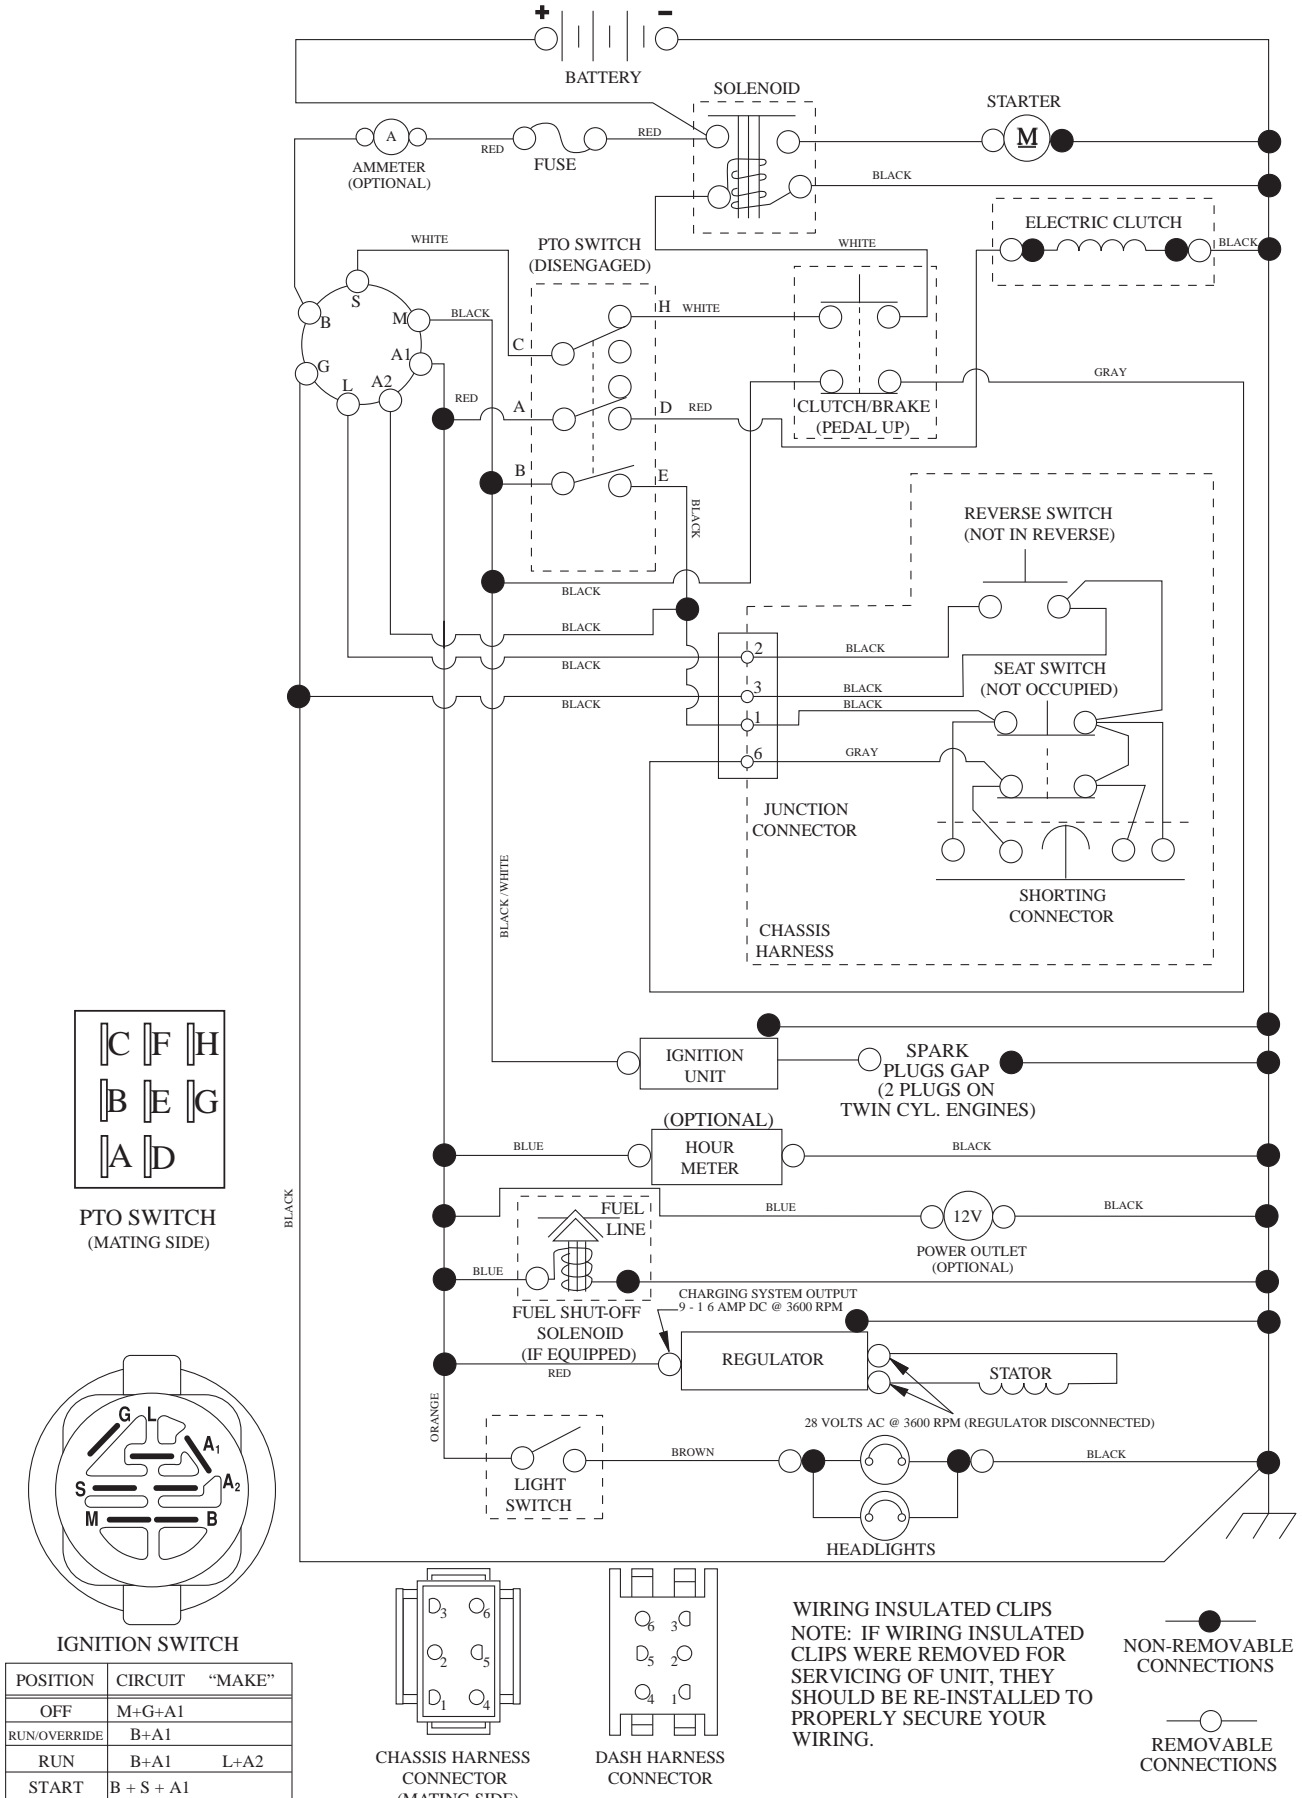 + −
BATTERY
SOLENOID
STARTER
M
A
AMMETER
(OPTIONAL)
RED
FUSE
RED
BLACK
ELECTRIC CLUTCH
BLACK
WHITE
PTO SWITCH
(DISENGAGED)
WHITE
S
B
M
BLACK
G
A1
L
A2
RED
C
H
WHITE
A
D
RED
B
E
BLACK
CLUTCH/BRAKE
(PEDAL UP)
GRAY
REVERSE SWITCH
(NOT IN REVERSE)
BLACK
BLACK
BLACK
BLACK
2
BLACK
3
BLACK
1
BLACK
6
GRAY
SEAT SWITCH
(NOT OCCUPIED)
JUNCTION
CONNECTOR
SHORTING
CONNECTOR
CHASSIS
HARNESS
BLACK /WHITE
BLACK
IGNITION
UNIT
SPARK
PLUGS GAP
(2 PLUGS ON
TWIN CYL. ENGINES)
(OPTIONAL)
BLUE
HOUR
METER
BLACK
BLUE
12V
BLACK
POWER OUTLET
(OPTIONAL)
FUEL
LINE
BLUE
FUEL SHUT-OFF
SOLENOID
(IF EQUIPPED)
CHARGING SYSTEM OUTPUT
9 - 1 6 AMP DC @ 3600 RPM
RED
REGULATOR
STATOR
28 VOLTS AC @ 3600 RPM (REGULATOR DISCONNECTED)
ORANGE
LIGHT
SWITCH
BROWN
BLACK
HEADLIGHTS
C F H
B E G
A D
PTO SWITCH
(MATING SIDE)
G L
A1
S
A2
M
B
IGNITION SWITCH
POSITION CIRCUIT “MAKE”
OFF M+G+A1
RUN/OVERRIDE B+A1
RUN B+A1 L+A2
START B + S + A1
3 6
2 5
1 4
CHASSIS HARNESS
CONNECTOR
(MATING SIDE)
6 3
5 2
4 1
DASH HARNESS
CONNECTOR
WIRING INSULATED CLIPS
NOTE: IF WIRING INSULATED
CLIPS WERE REMOVED FOR
SERVICING OF UNIT, THEY
SHOULD BE RE-INSTALLED TO
PROPERLY SECURE YOUR
WIRING.
NON-REMOVABLE
CONNECTIONS
REMOVABLE
CONNECTIONS